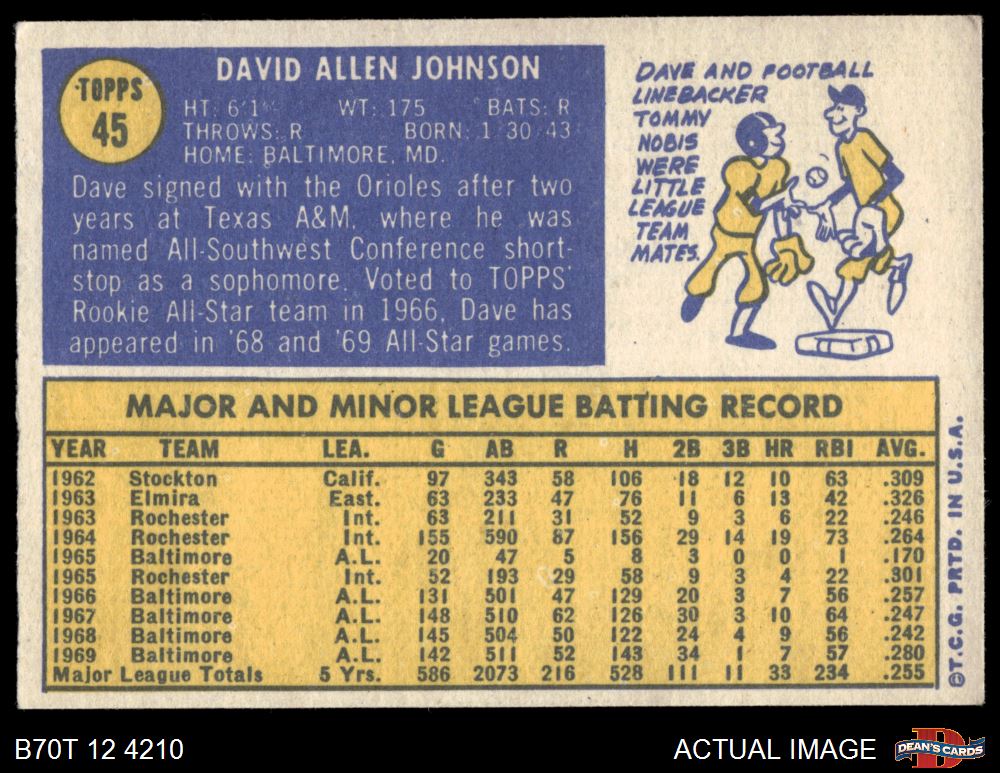 TOPPS
45
DAVID ALLEN JOHNSON
HT: 6'1" WT: 175 BATS: R
THROWS: R BORN: 1 30 43
HOME: BALTIMORE, MD.
Dave signed with the Orioles after two
years at Texas A&M, where he was
named All-Southwest Conference short-
stop as a sophomore. Voted to TOPPS'
Rookie All-Star team in 1966, Dave has
appeared in '68 and '69 All-Star games.
DAVE AND FOOTBALL
LINEBACKER
TOMMY
NOBIS
WERE
LITTLE
LEAGUE
TEAM
MATES.
MAJOR AND MINOR LEAGUE BATTING RECORD
YEAR TEAM LEA. G AB R H 2B 3B HR RBI AVG.
1962 Stockton Calif. 97 343 58 106 18 12 10 63 .309
1963 Elmira East. 63 233 47 76 11 6 13 42 .326
1963 Rochester Int. 63 211 31 52 9 3 6 22 .246
1964 Rochester Int. 155 590 87 156 29 14 19 73 .264
1965 Baltimore A.L. 20 47 5 8 3 0 0 1 .170
1965 Rochester Int. 52 193 29 58 9 3 4 22 .301
1966 Baltimore A.L. 131 501 47 129 20 3 7 56 .257
1967 Baltimore A.L. 148 510 62 126 30 3 10 64 .247
1968 Baltimore A.L. 145 504 50 122 24 4 9 56 .242
1969 Baltimore A.L. 142 511 52 143 34 1 7 57 .280
Major League Totals 5 Yrs. 586 2073 216 528 111 11 33 234 .255
©T.C.G. PRTD. IN U.S.A.
B70T 12 4210
ACTUAL IMAGE
D
DEAN'S CARDS